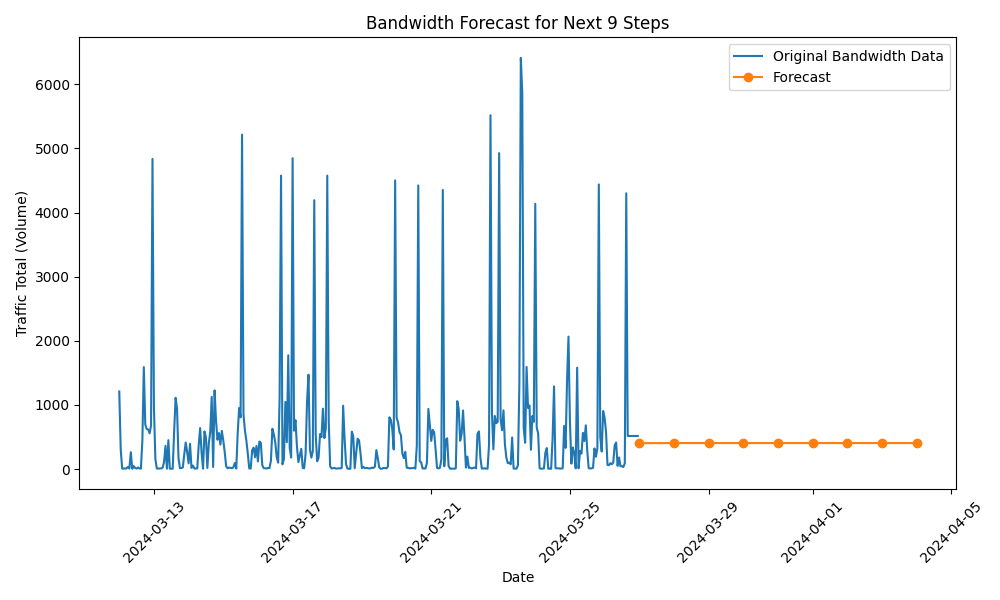 Bandwidth Forecast for Next 9 Steps
Original Bandwidth Data
Forecast
Traffic Total (Volume)
6000
5000
4000
3000
2000
1000
0
2024-03-13
2024-03-17
2024-03-21
2024-03-25
2024-03-29
2024-04-01
2024-04-05
Date